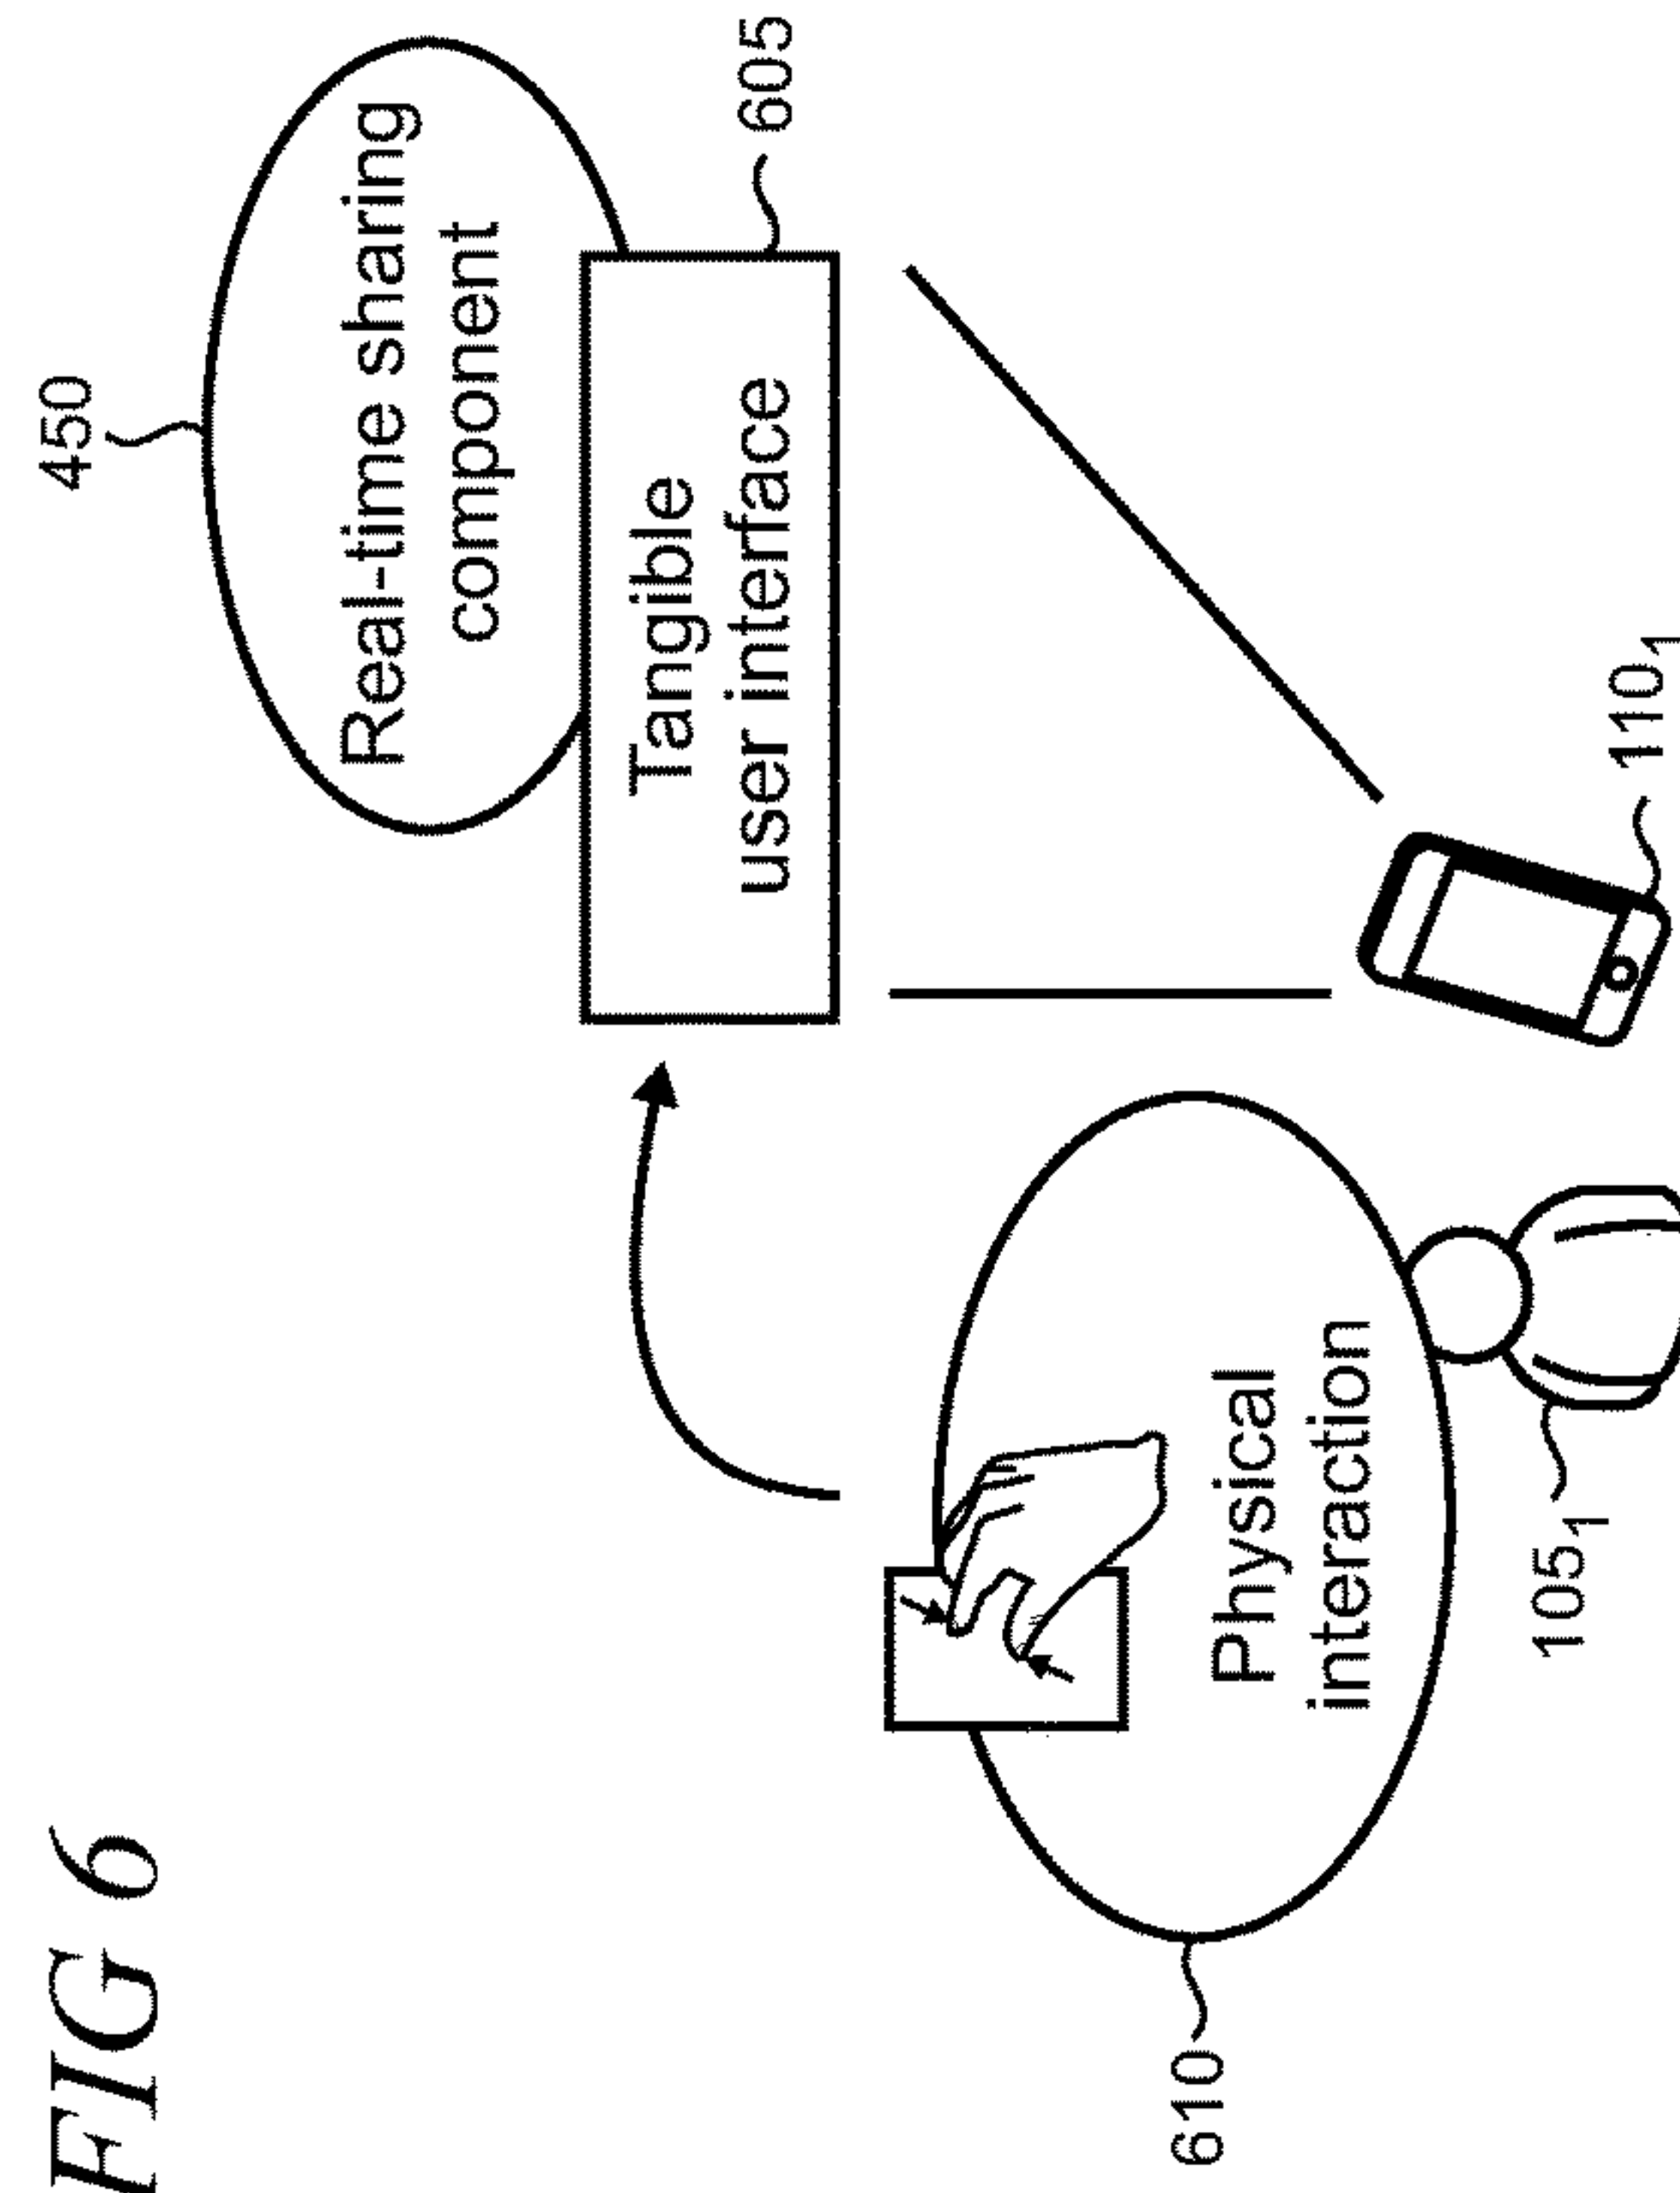 FIG 6
450
Real-time sharing
component
Tangible
user interface
605
610
Physical
interaction
105₁
110₁